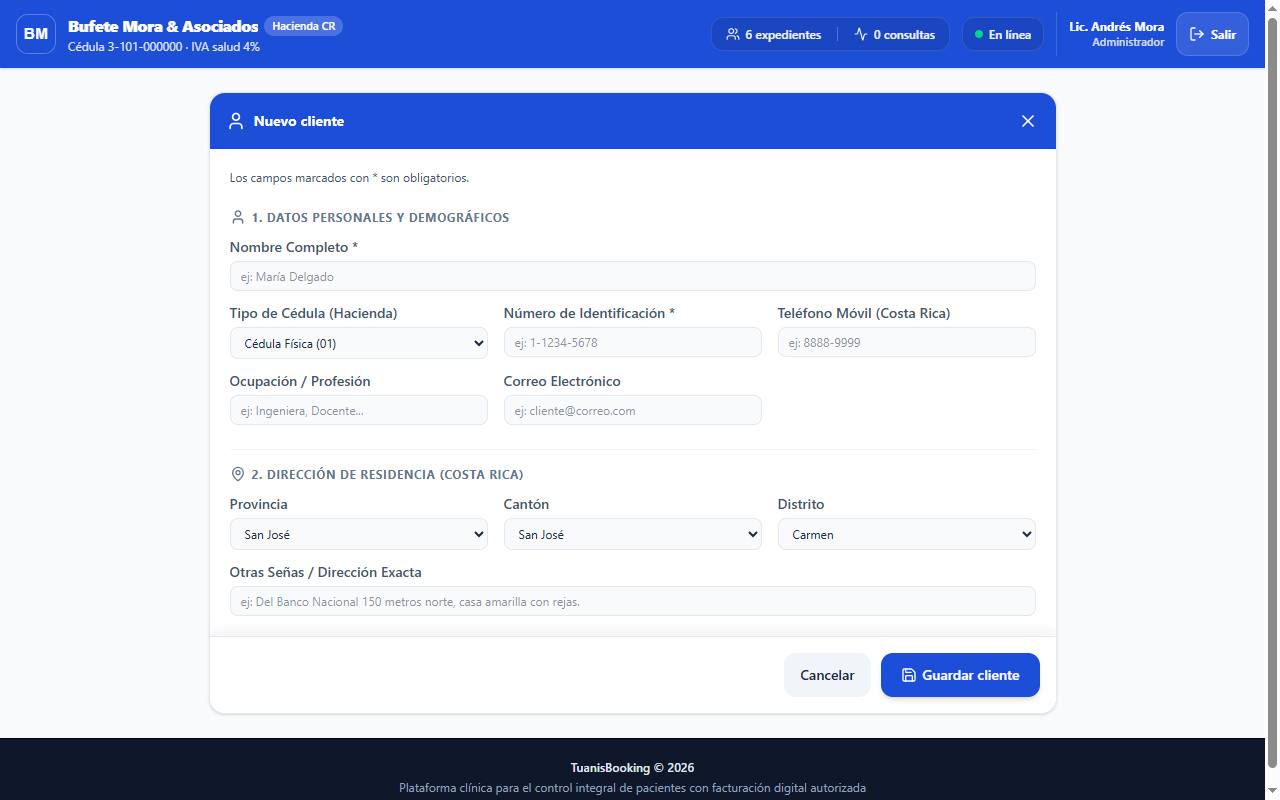 BM
Bufete Mora & Asociados
Hacienda CR
Cédula 3-101-000000 · IVA salud 4%
6 expedientes
0 consultas
En línea
Lic. Andrés Mora
Administrador
Salir
Nuevo cliente
Los campos marcados con * son obligatorios.
1. DATOS PERSONALES Y DEMOGRÁFICOS
Nombre Completo *
ej: María Delgado
Tipo de Cédula (Hacienda)
Número de Identificación *
Teléfono Móvil (Costa Rica)
Cédula Física (01)
ej: 1-1234-5678
ej: 8888-9999
Ocupación / Profesión
Correo Electrónico
ej: Ingeniera, Docente...
ej: cliente@correo.com
2. DIRECCIÓN DE RESIDENCIA (COSTA RICA)
Provincia
Cantón
Distrito
San José
San José
Carmen
Otras Señas / Dirección Exacta
ej: Del Banco Nacional 150 metros norte, casa amarilla con rejas.
Cancelar
Guardar cliente
TuanisBooking © 2026
Plataforma clínica para el control integral de pacientes con facturación digital autorizada